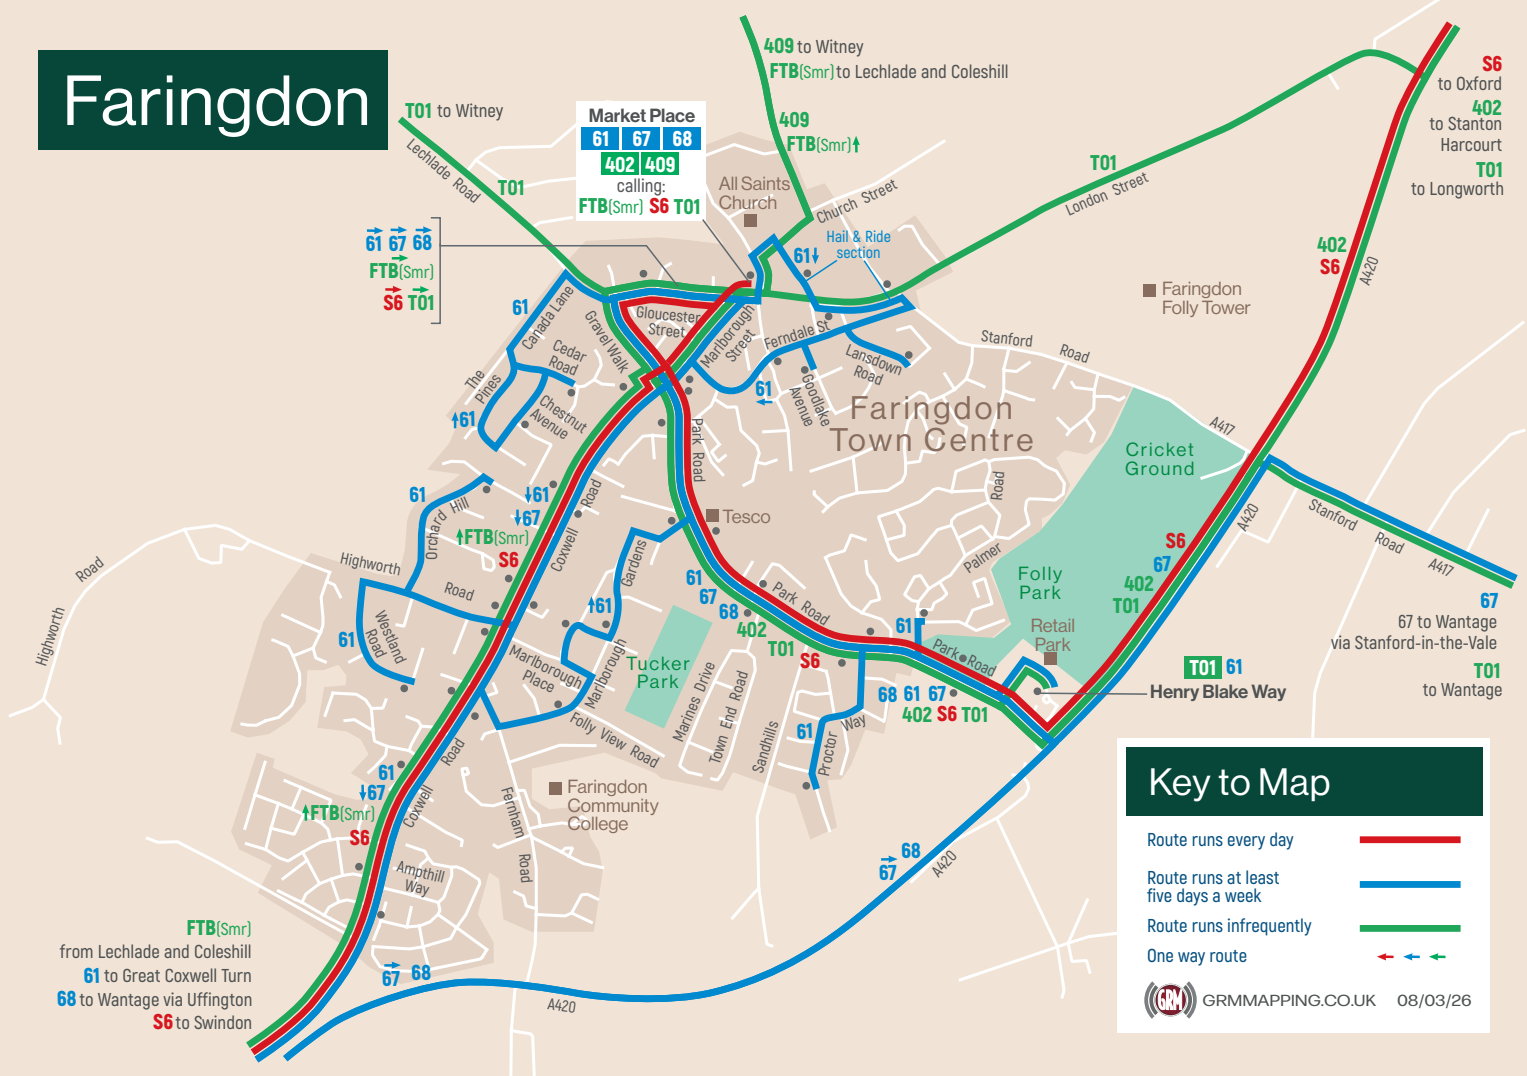 Faringdon
T01 to Witney
Lechlade Road
T01
Market Place
61 67 68
402 409
calling:
FTB(Smr) S6 T01
409 to Witney
FTB(Smr) to Lechlade and Coleshill
409
FTB(Smr)
All Saints
Church
Church Street
Hail & Ride
section
61
T01
London Street
S6
to Oxford
402
to Stanton
Harcourt
T01
to Longworth
402
S6
A420
Faringdon
Folly Tower
61 67 68
FTB(Smr)
S6 T01
61
Canada Lane
Gloucester
Street
Gravel Walk
Marlborough
Street
Ferndale St
Lansdown
Road
Goodlake
Avenue
61
Cedar
Road
The
Pines
Chestnut
Avenue
61
Stanford Road
Faringdon
Town Centre
A417
Cricket
Ground
Park Road
61
Orchard Hill
61
67
FTB(Smr)
S6
Coxwell Road
Tesco
Road
Palmer
S6
67
402
T01
A420
Stanford Road
A417
67
67 to Wantage
via Stanford-in-the-Vale
T01
to Wantage
Highworth Road
Highworth Road
61
Westland
Road
Gardens
61
Marlborough
Marlborough
Place
61
67
68
402
T01
S6
Park Road
Folly
Park
Retail
Park
61
Park Road
T01 61
Henry Blake Way
68 61 67
402 S6 T01
Tucker
Park
Marines Drive
Town End Road
Sandhills
61
Proctor Way
Folly View Road
Faringdon
Community
College
Fernham Road
Coxwell Road
61
67
FTB(Smr)
S6
Ampthill
Way
67 68
A420
67 68
A420
FTB(Smr)
from Lechlade and Coleshill
61 to Great Coxwell Turn
68 to Wantage via Uffington
S6 to Swindon
Key to Map
Route runs every day
Route runs at least
five days a week
Route runs infrequently
One way route
GRM GRMMAPPING.CO.UK 08/03/26